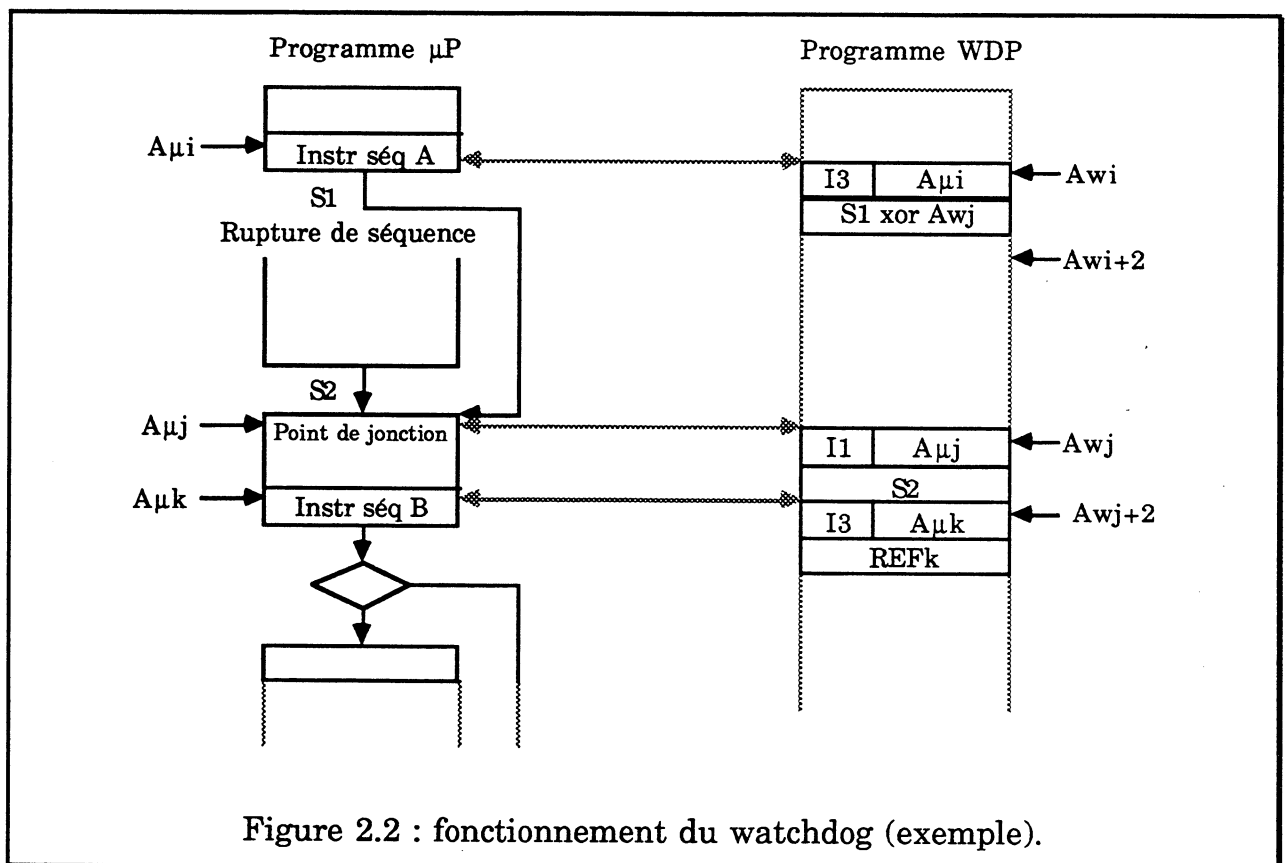 Programme µP
Programme WDP
Aµi
Instr séq A
I3
Aµi
Awi
S1
S1 xor Awj
Rupture de séquence
Awi+2
S2
Aµj
Point de jonction
I1
Aµj
Awj
S2
Aµk
Instr séq B
I3
Aµk
Awj+2
REFk
Figure 2.2 : fonctionnement du watchdog (exemple).